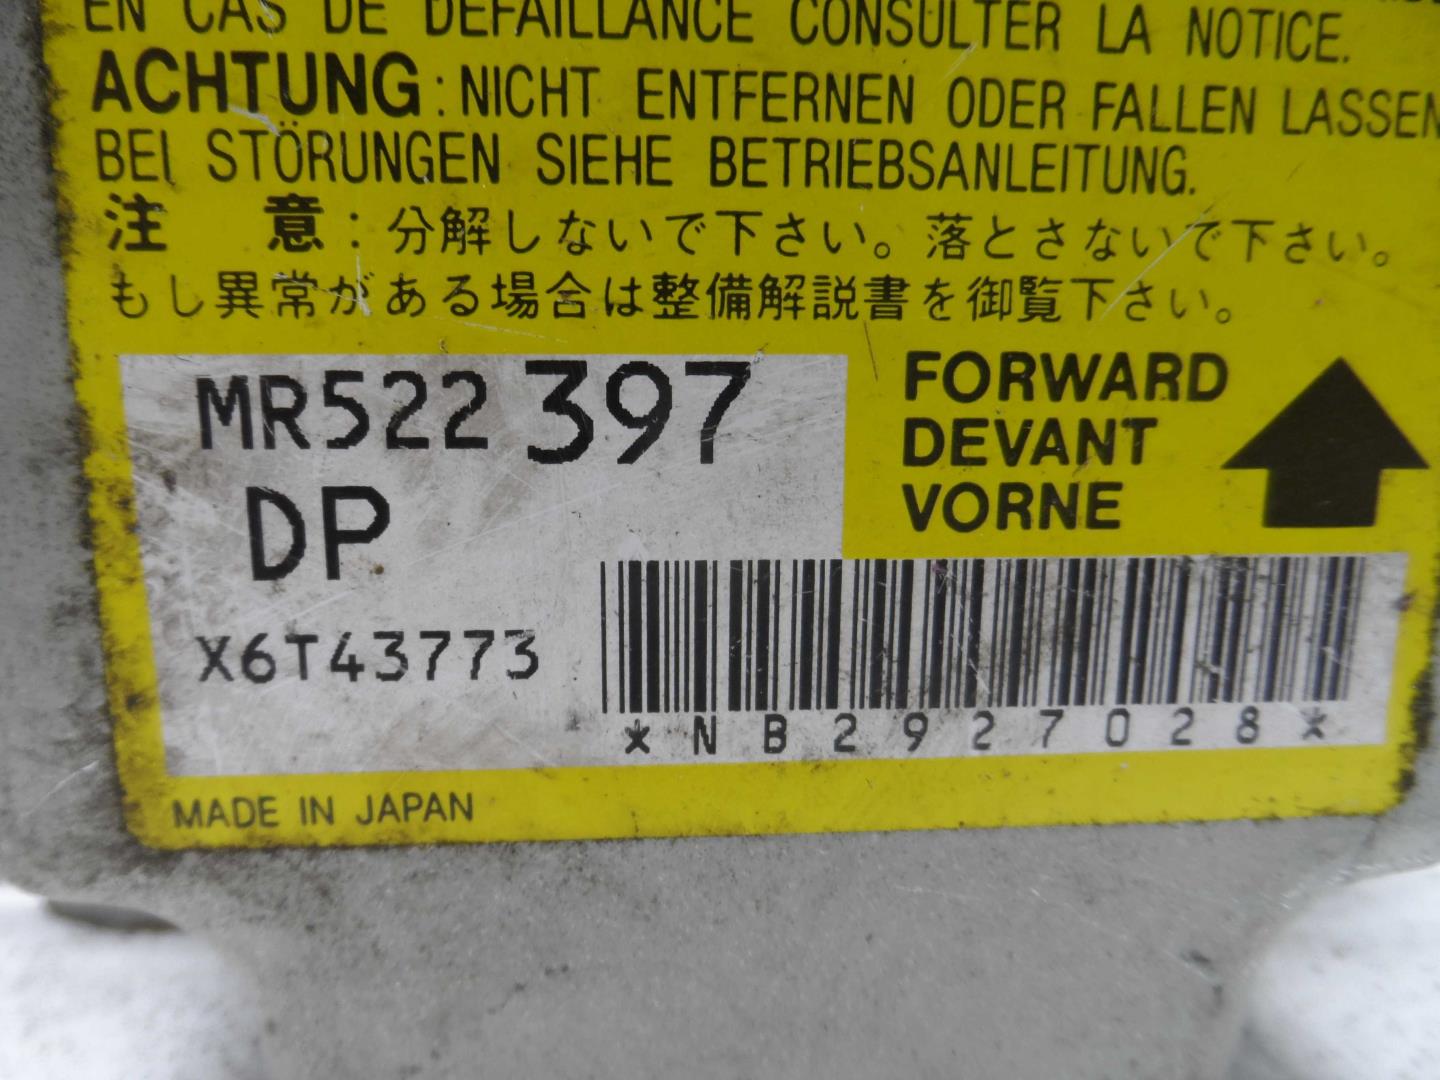 EN CAS DE DEFAILLANCE CONSULTER LA NOTICE.
ACHTUNG : NICHT ENTFERNEN ODER FALLEN LASSEN
BEI STÖRUNGEN SIEHE BETRIEBSANLEITUNG.
注 意 : 分解しないで下さい。落とさないで下さい。
もし異常がある場合は整備解説書を御覧下さい。
MR522397
DP
FORWARD
DEVANT
VORNE
X6T43773
*NB2927028*
MADE IN JAPAN